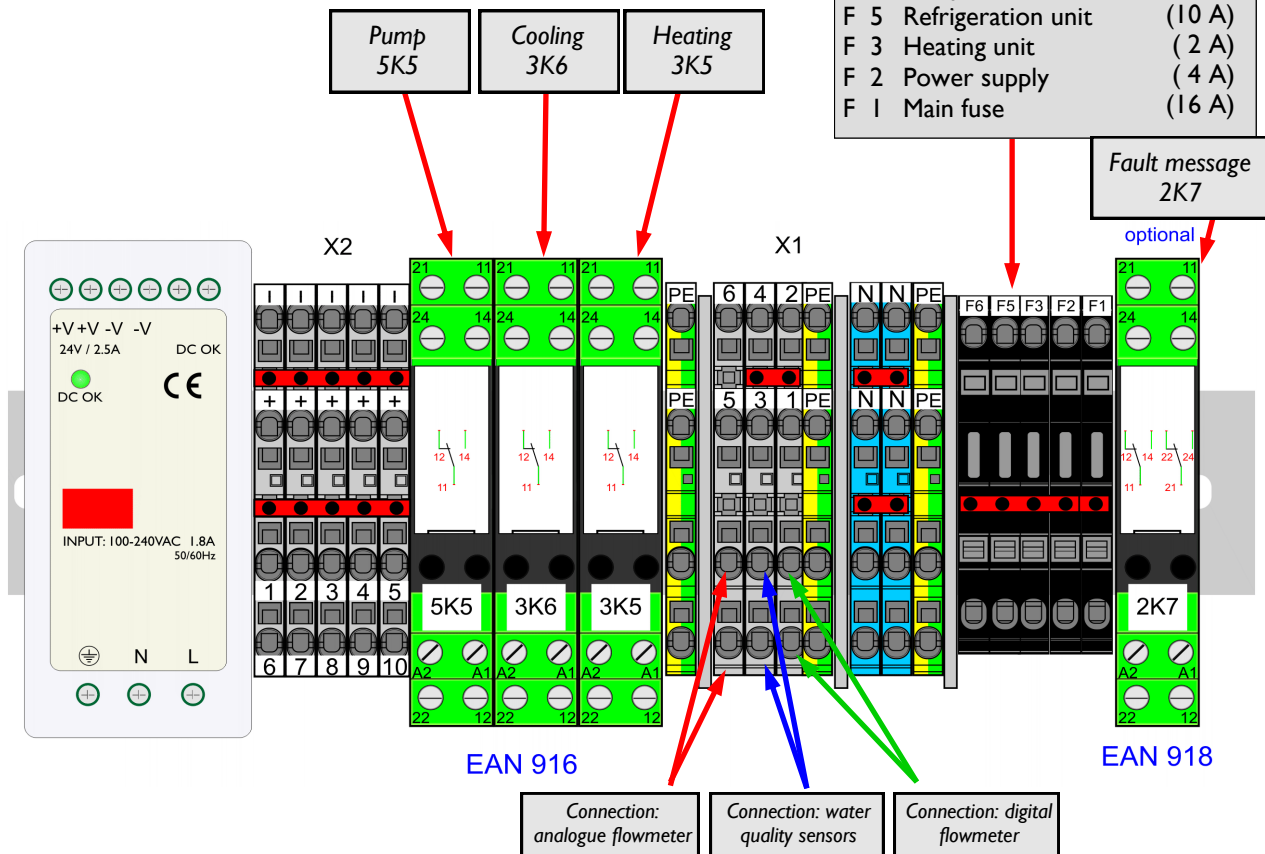 F 5 Refrigeration unit (10 A)
F 3 Heating unit ( 2 A)
F 2 Power supply ( 4 A)
F 1 Main fuse (16 A)
Pump
5K5
Cooling
3K6
Heating
3K5
Fault message
2K7
optional
X2
X1
+V +V -V -V
24V / 2.5A DC OK
DC OK
CE
INPUT: 100-240VAC 1.8A
50/60Hz
N L
I I I I I
+ + + + +
1 2 3 4 5
6 7 8 9 10
21 11 21 11 21 11
24 14 24 14 24 14
12 14 12 14 12 14
11 11 11
5K5 3K6 3K5
A2 A1 A2 A1 A2 A1
22 12 22 12 22 12
PE 6 4 2 PE N N PE
PE 5 3 1 PE N N PE
F6 F5 F3 F2 F1
21 11
24 14
12 14 22 24
11 21
2K7
A2 A1
22 12
EAN 916
EAN 918
Connection:
analogue flowmeter
Connection: water
quality sensors
Connection: digital
flowmeter